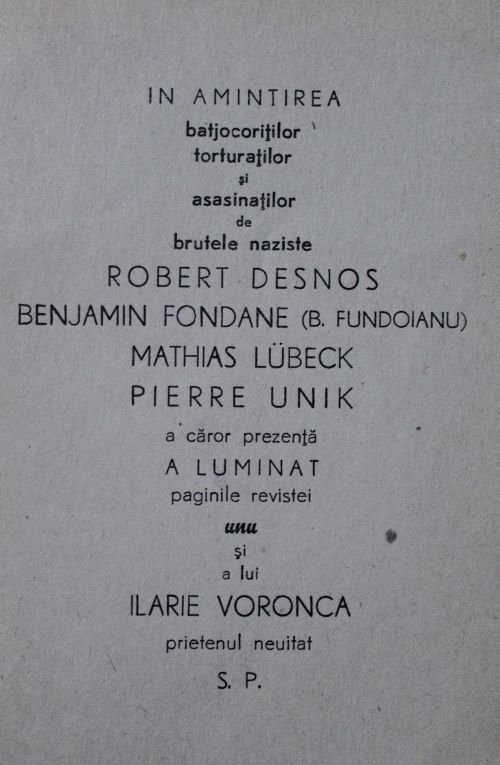 IN AMINTIREA
batjocoriţilor
torturaţilor
şi
asasinaţilor
de
brutele naziste
ROBERT DESNOS
BENJAMIN FONDANE (B. FUNDOIANU)
MATHIAS LÜBECK
PIERRE UNIK
a căror prezenţă
A LUMINAT
paginile revistei
unu
şi
a lui
ILARIE VORONCA
prietenul neuitat
S. P.